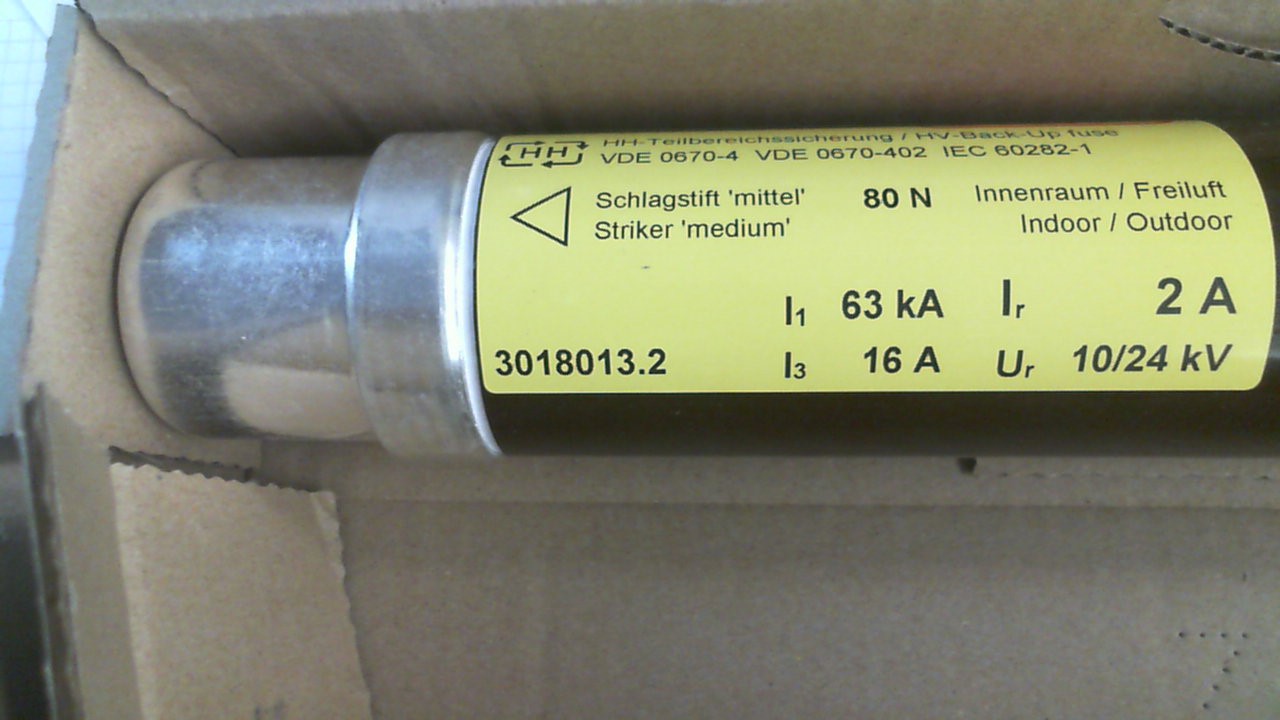 HH-Teilbereichssicherung / HV-Back-Up fuse
HH VDE 0670-4 VDE 0670-402 IEC 60282-1
Schlagstift 'mittel' 80 N Innenraum / Freiluft
Striker 'medium' Indoor / Outdoor
I1 63 kA Ir 2 A
3018013.2 I3 16 A Ur 10/24 kV